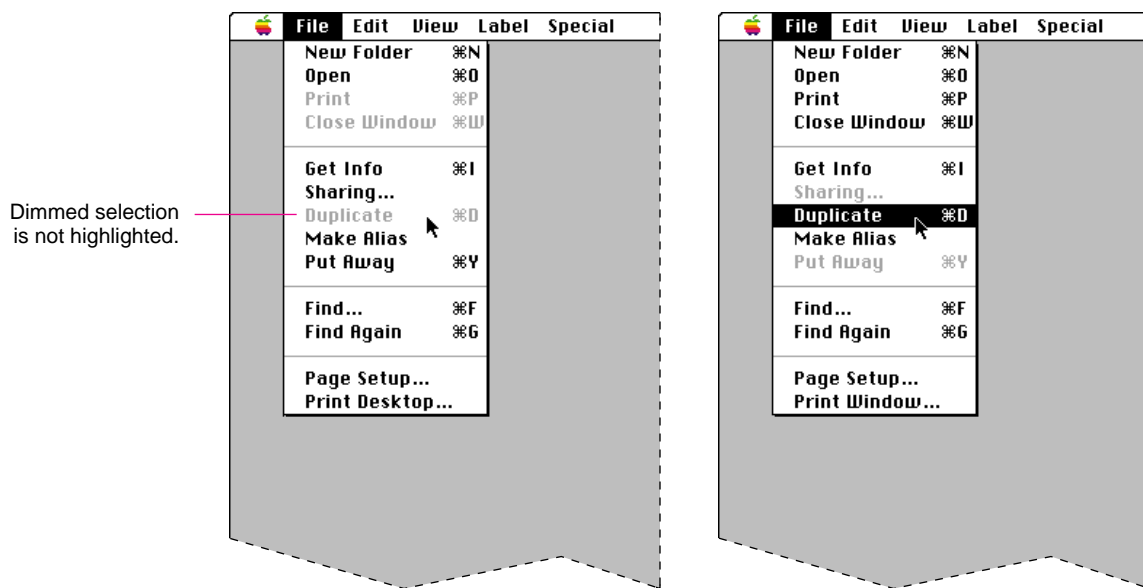 File Edit View Label Special
New Folder ⌘N
Open ⌘O
Print ⌘P
Close Window ⌘W
Get Info ⌘I
Sharing...
Duplicate ⌘D
Make Alias
Put Away ⌘Y
Find... ⌘F
Find Again ⌘G
Page Setup...
Print Desktop...
Dimmed selection
is not highlighted.
File Edit View Label Special
New Folder ⌘N
Open ⌘O
Print ⌘P
Close Window ⌘W
Get Info ⌘I
Sharing...
Duplicate ⌘D
Make Alias
Put Away ⌘Y
Find... ⌘F
Find Again ⌘G
Page Setup...
Print Window...